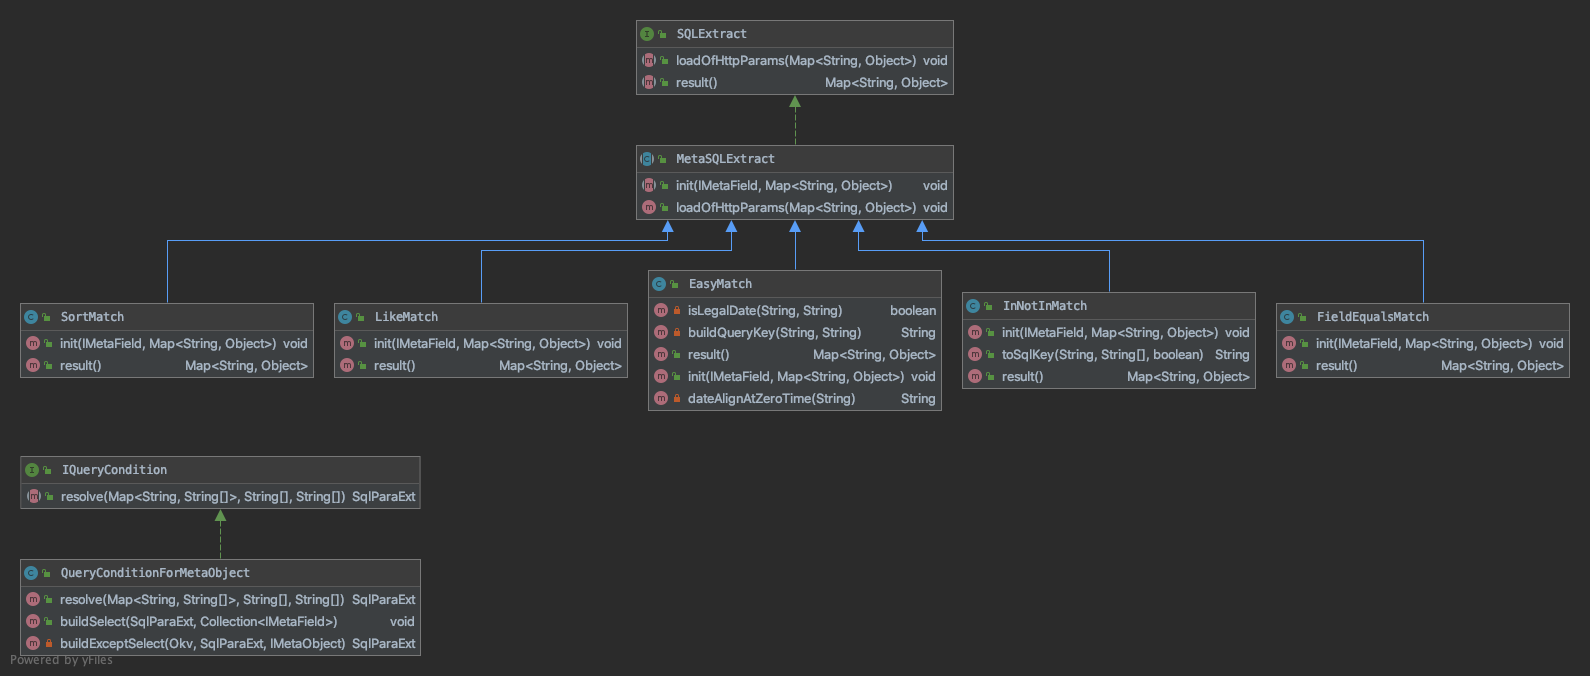 SQLExtract
loadOfHttpParams(Map<String, Object>) void
result() Map<String, Object>
MetaSQLExtract
init(IMetaField, Map<String, Object>) void
loadOfHttpParams(Map<String, Object>) void
SortMatch
init(IMetaField, Map<String, Object>) void
result() Map<String, Object>
LikeMatch
init(IMetaField, Map<String, Object>) void
result() Map<String, Object>
EasyMatch
isLegalDate(String, String) boolean
buildQueryKey(String, String) String
result() Map<String, Object>
init(IMetaField, Map<String, Object>) void
dateAlignAtZeroTime(String) String
InNotInMatch
init(IMetaField, Map<String, Object>) void
toSqlKey(String, String[], boolean) String
result() Map<String, Object>
FieldEqualsMatch
init(IMetaField, Map<String, Object>) void
result() Map<String, Object>
IQueryCondition
resolve(Map<String, String[]>, String[], String[]) SqlParaExt
QueryConditionForMetaObject
resolve(Map<String, String[]>, String[], String[]) SqlParaExt
buildSelect(SqlParaExt, Collection<IMetaField>) void
buildExceptSelect(Okv, SqlParaExt, IMetaObject) SqlParaExt
Powered by yFiles